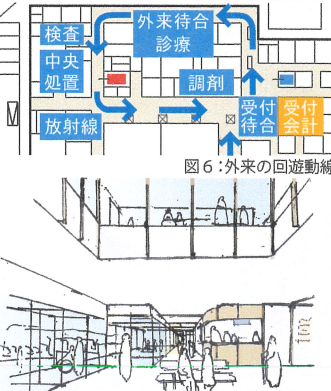 外来待合
診療
検査
中央
処置
調剤
放射線
受付
待合
受付
会計
図6：外来の回遊動線